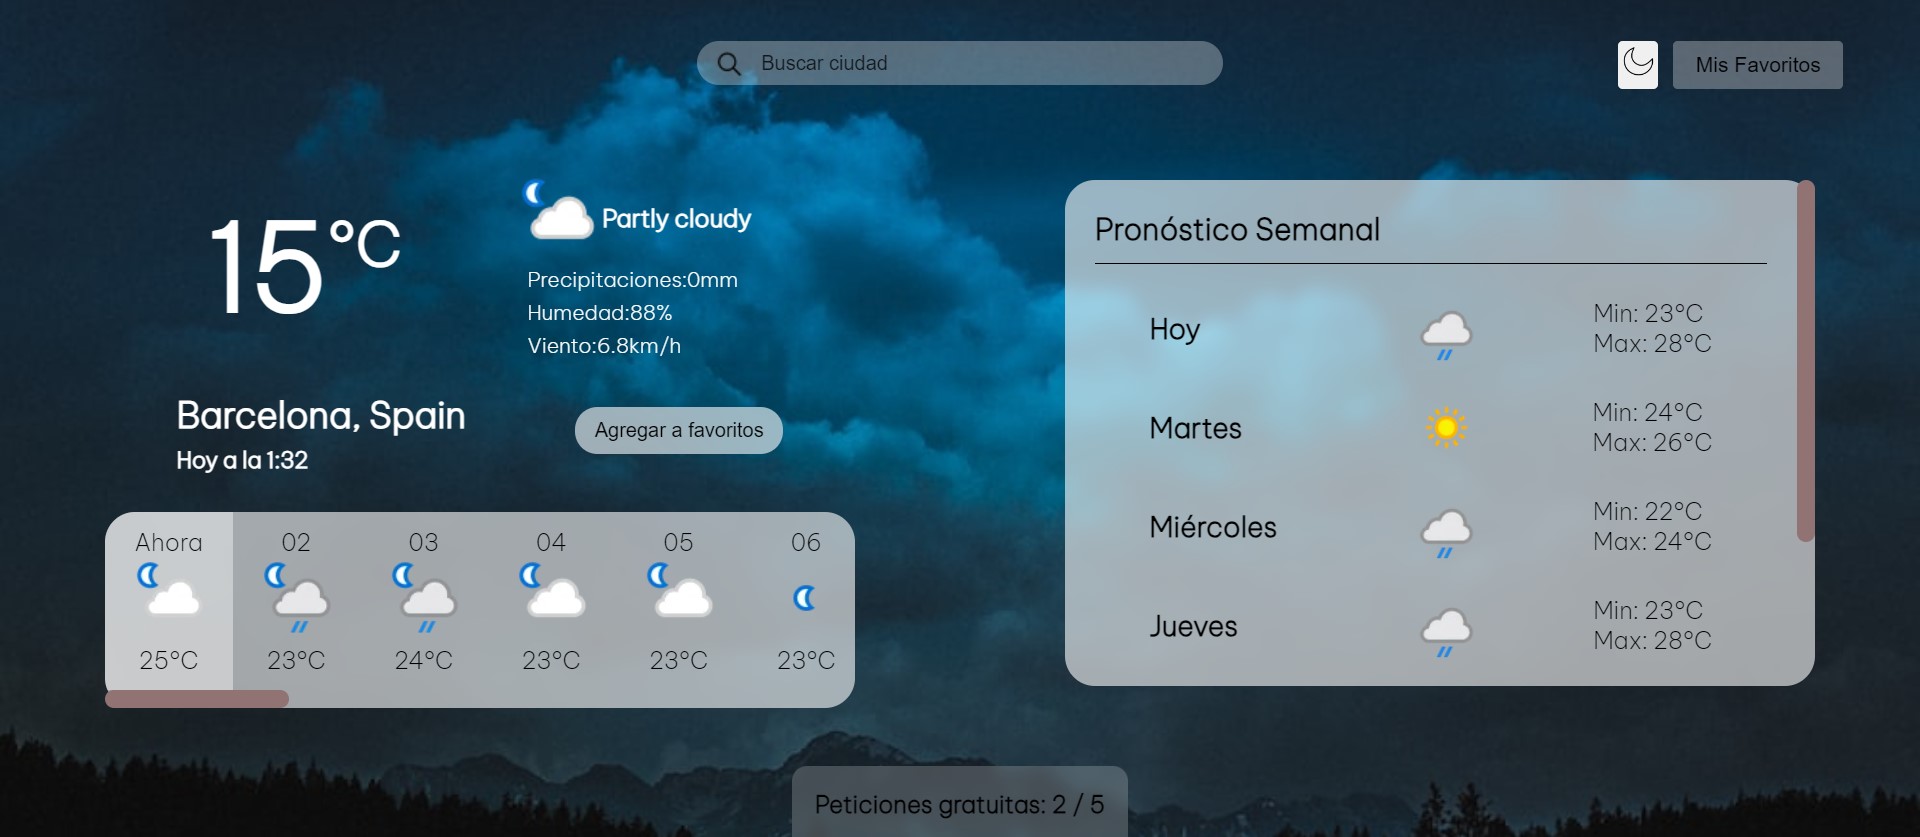 Buscar ciudad
Mis Favoritos
15°C
Partly cloudy
Precipitaciones:0mm
Humedad:88%
Viento:6.8km/h
Barcelona, Spain
Hoy a la 1:32
Agregar a favoritos
Ahora 02 03 04 05 06
25°C 23°C 24°C 23°C 23°C 23°C
Pronóstico Semanal
Hoy
Min: 23°C
Max: 28°C
Martes
Min: 24°C
Max: 26°C
Miércoles
Min: 22°C
Max: 24°C
Jueves
Min: 23°C
Max: 28°C
Peticiones gratuitas: 2 / 5